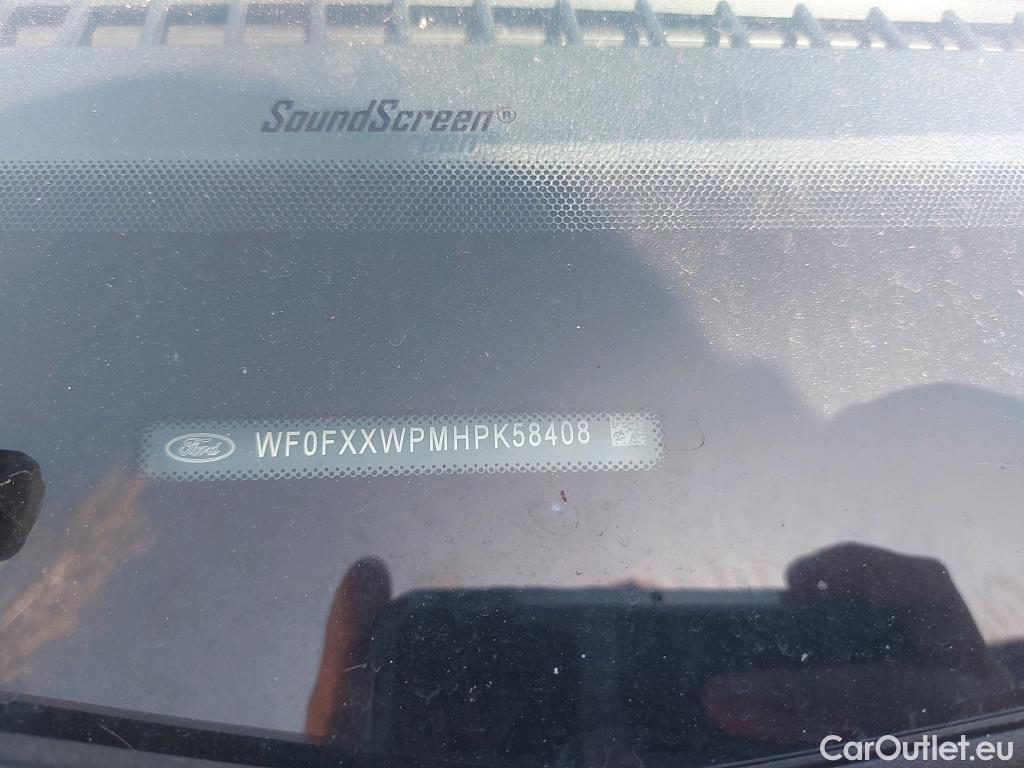 SoundScreen®
Ford WF0FXXWPMHPK58408
CarOutlet.eu